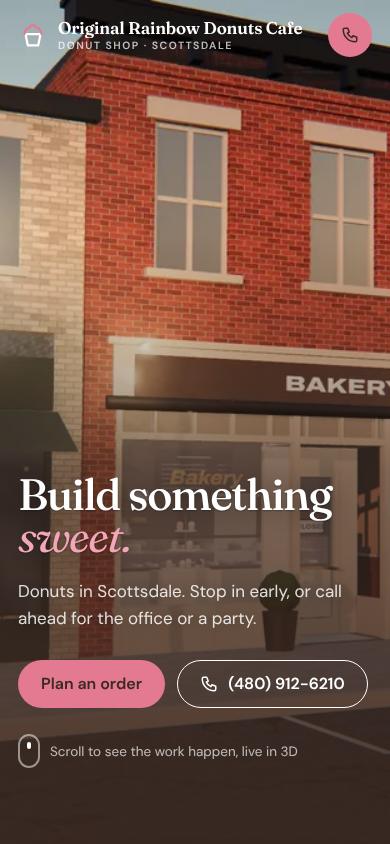 Original Rainbow Donuts Cafe
DONUT SHOP · SCOTTSDALE
BAKERY
Bakery
CLOSE
Build something
sweet.
Donuts in Scottsdale. Stop in early, or call
ahead for the office or a party.
Plan an order
(480) 912-6210
Scroll to see the work happen, live in 3D